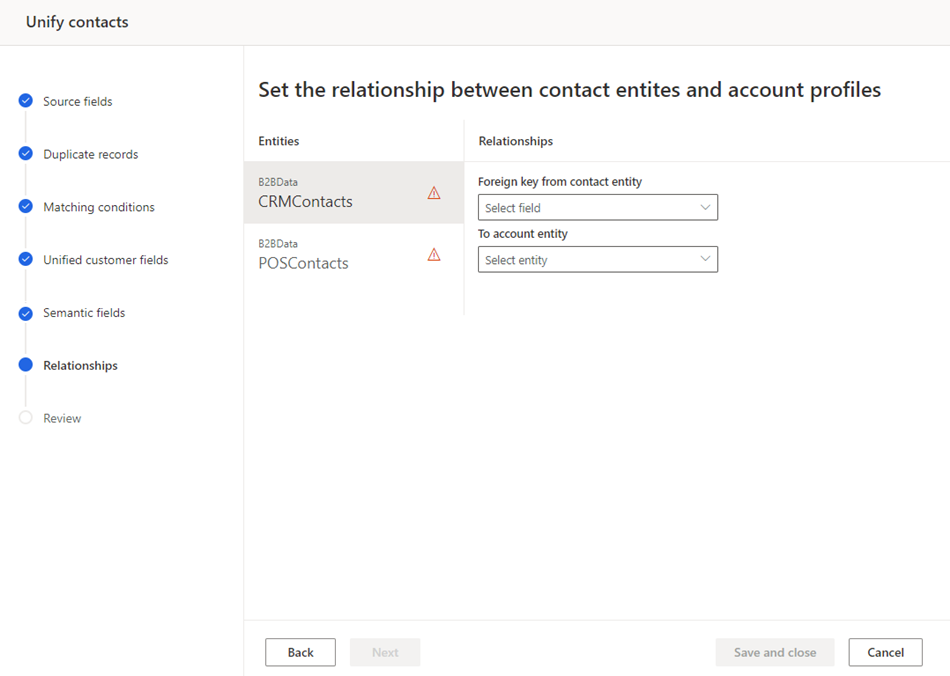 Unify contacts
Source fields
Duplicate records
Matching conditions
Unified customer fields
Semantic fields
Relationships
Review
Set the relationship between contact entites and account profiles
Entities
B2BData
CRMContacts
B2BData
POSContacts
Relationships
Foreign key from contact entity
Select field
To account entity
Select entity
Back
Next
Save and close
Cancel